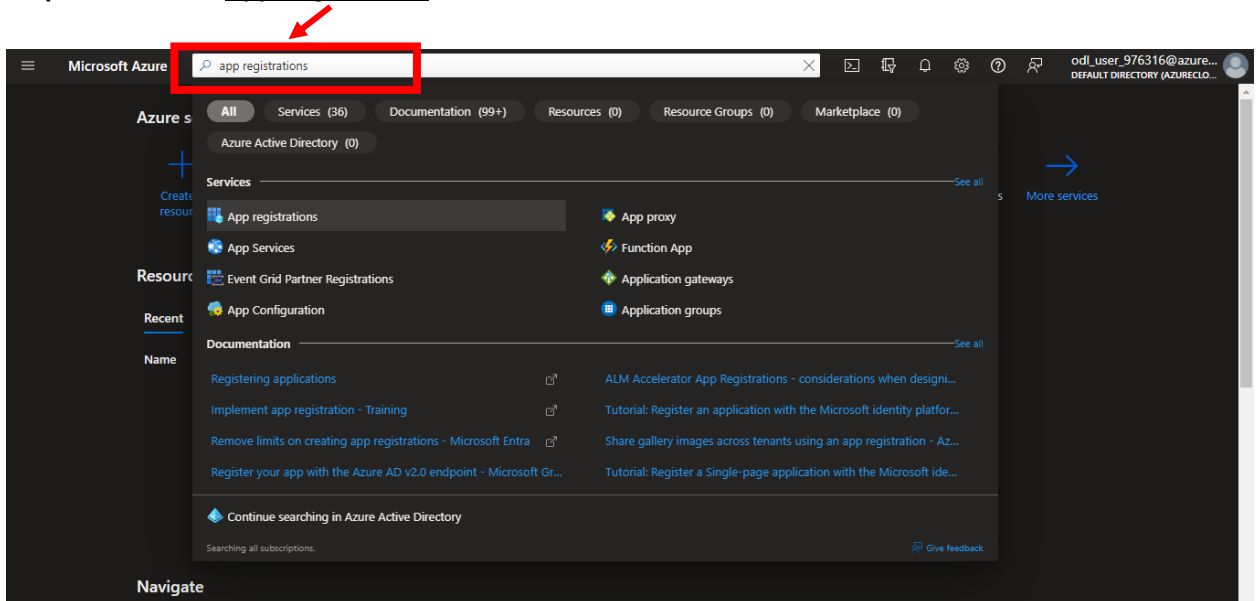 Microsoft Azure
app registrations
odl_user_976316@azure...
DEFAULT DIRECTORY (AZURECLO...
Azure s
All Services (36) Documentation (99+) Resources (0) Resource Groups (0) Marketplace (0)
Azure Active Directory (0)
Services See all
Create
resour
s
More services
App registrations App proxy
App Services Function App
Resourc
Event Grid Partner Registrations Application gateways
App Configuration Application groups
Recent
Documentation See all
Name
Registering applications ALM Accelerator App Registrations - considerations when designi...
Implement app registration - Training Tutorial: Register an application with the Microsoft identity platfor...
Remove limits on creating app registrations - Microsoft Entra Share gallery images across tenants using an app registration - Az...
Register your app with the Azure AD v2.0 endpoint - Microsoft Gr... Tutorial: Register a Single-page application with the Microsoft ide...
Continue searching in Azure Active Directory
Searching all subscriptions. Give feedback
Navigate